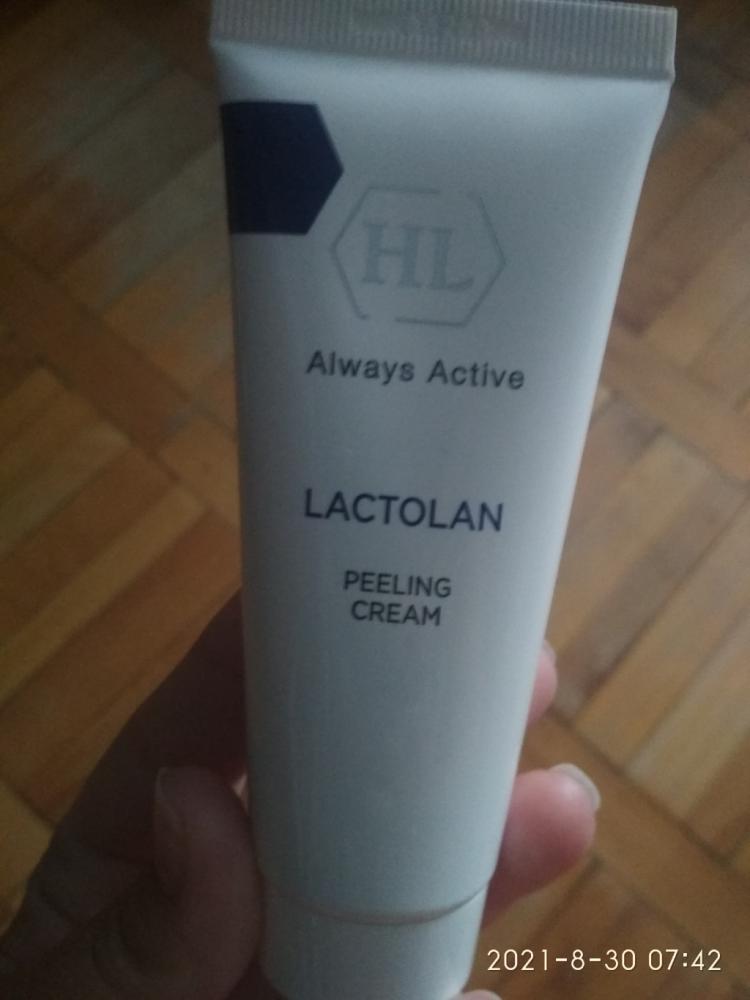 HL
Always Active
LACTOLAN
PEELING
CREAM
2021-8-30 07:42